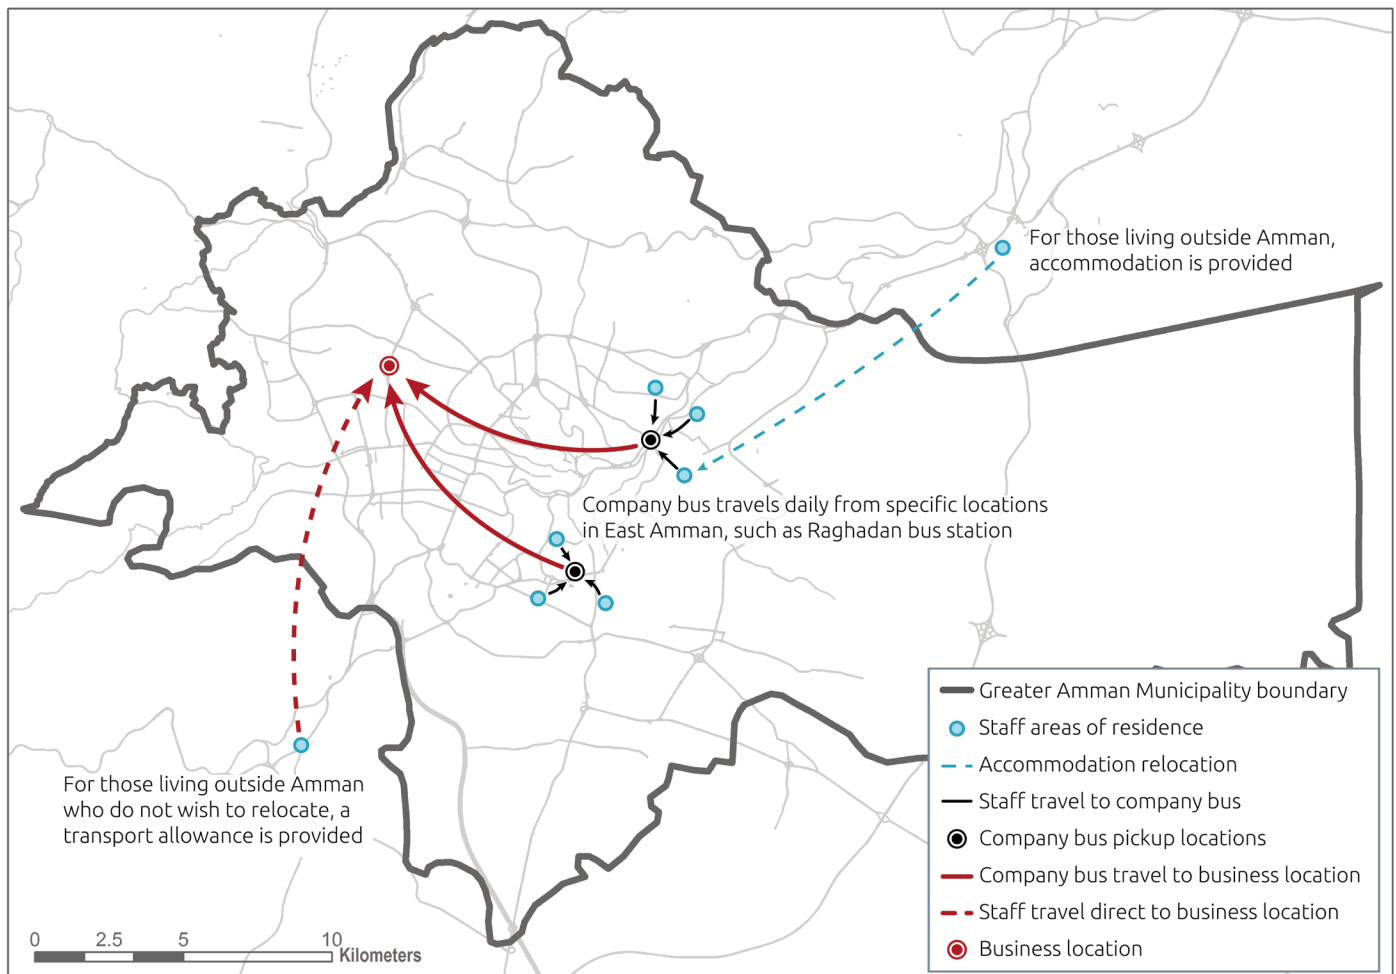 For those living outside Amman,
accommodation is provided
Company bus travels daily from specific locations
in East Amman, such as Raghadan bus station
For those living outside Amman
who do not wish to relocate, a
transport allowance is provided
Greater Amman Municipality boundary
Staff areas of residence
Accommodation relocation
Staff travel to company bus
Company bus pickup locations
Company bus travel to business location
Staff travel direct to business location
Business location
0 2.5 5 10
Kilometers